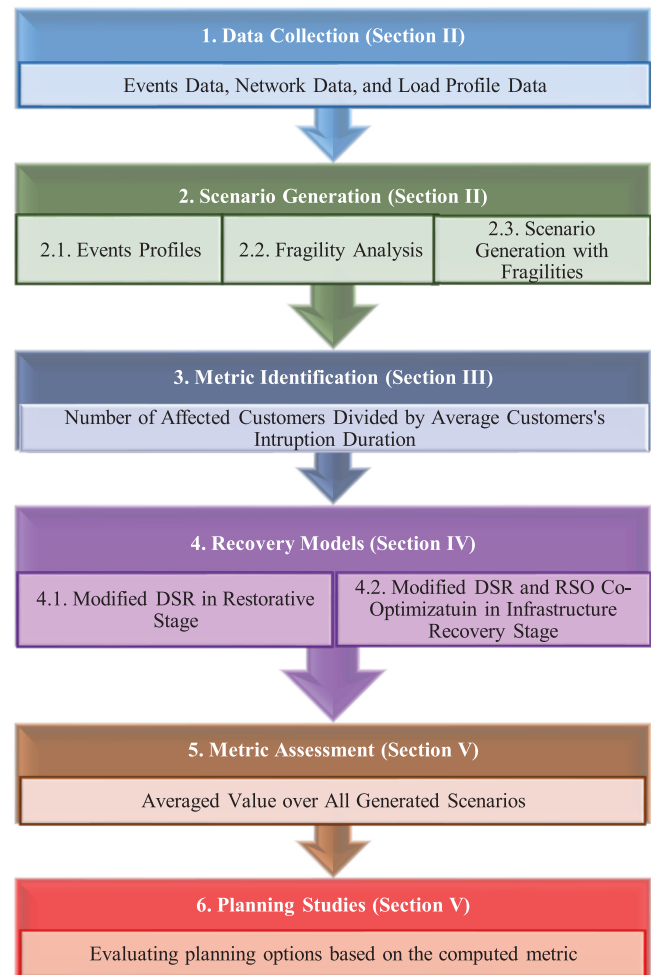 1. Data Collection (Section II)
Events Data, Network Data, and Load Profile Data
2. Scenario Generation (Section II)
2.1. Events Profiles
2.2. Fragility Analysis
2.3. Scenario
Generation with
Fragilities
3. Metric Identification (Section III)
Number of Affected Customers Divided by Average Customers's
Intruption Duration
4. Recovery Models (Section IV)
4.1. Modified DSR in Restorative
Stage
4.2. Modified DSR and RSO Co-
Optimizatuin in Infrastructure
Recovery Stage
5. Metric Assessment (Section V)
Averaged Value over All Generated Scenarios
6. Planning Studies (Section V)
Evaluating planning options based on the computed metric